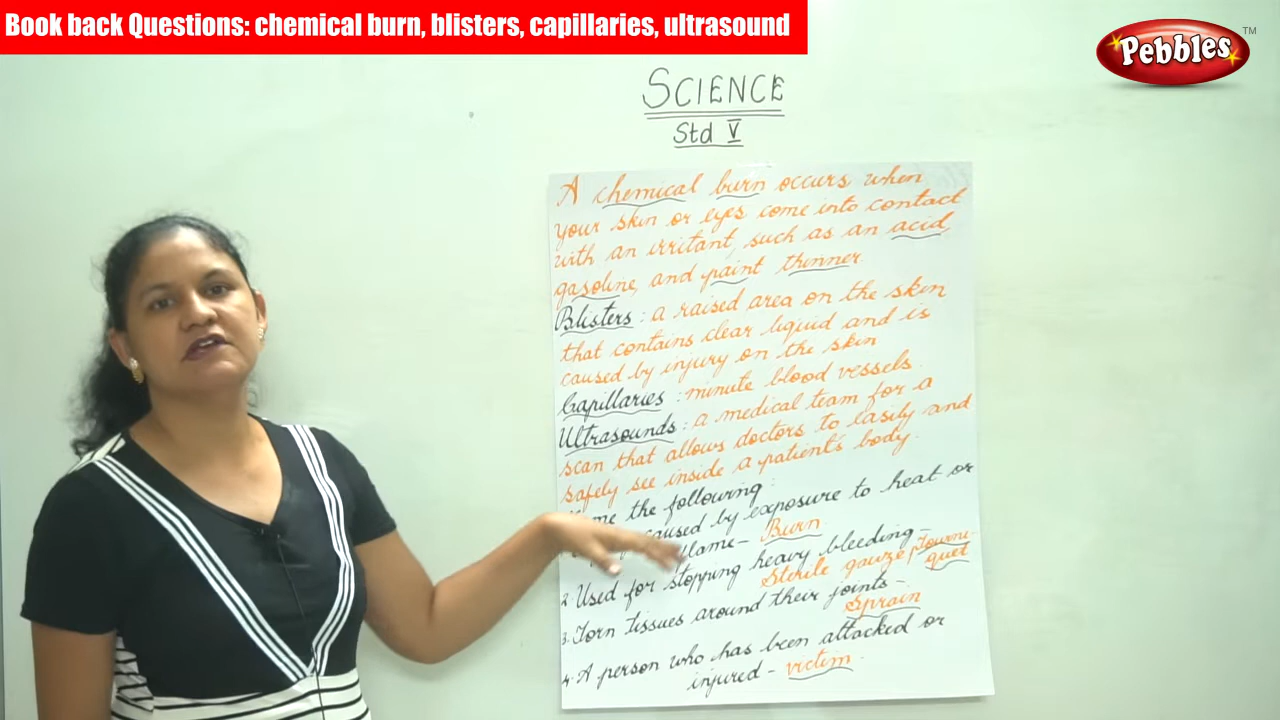 Book back Questions: chemical burn, blisters, capillaries, ultrasound
Pebbles TM
SCIENCE
Std V
A chemical burn occurs when
your skin or eyes come into contact
with an irritant, such as an acid,
gasoline, and paint thinner.
Blisters : a raised area on the skin
that contains clear liquid and is
caused by injury on the skin
Capillaries : minute blood vessels.
Ultrasounds : a medical team for a
scan that allows doctors to easily and
safely see inside a patient's body.
me the following :
caused by exposure to heat or
flame - Burn.
2. Used for stopping heavy bleeding -
Sterile gauze / Tourni-
quet
3. Torn tissues around their joints -
Sprain
4. A person who has been attacked or
injured - victim.